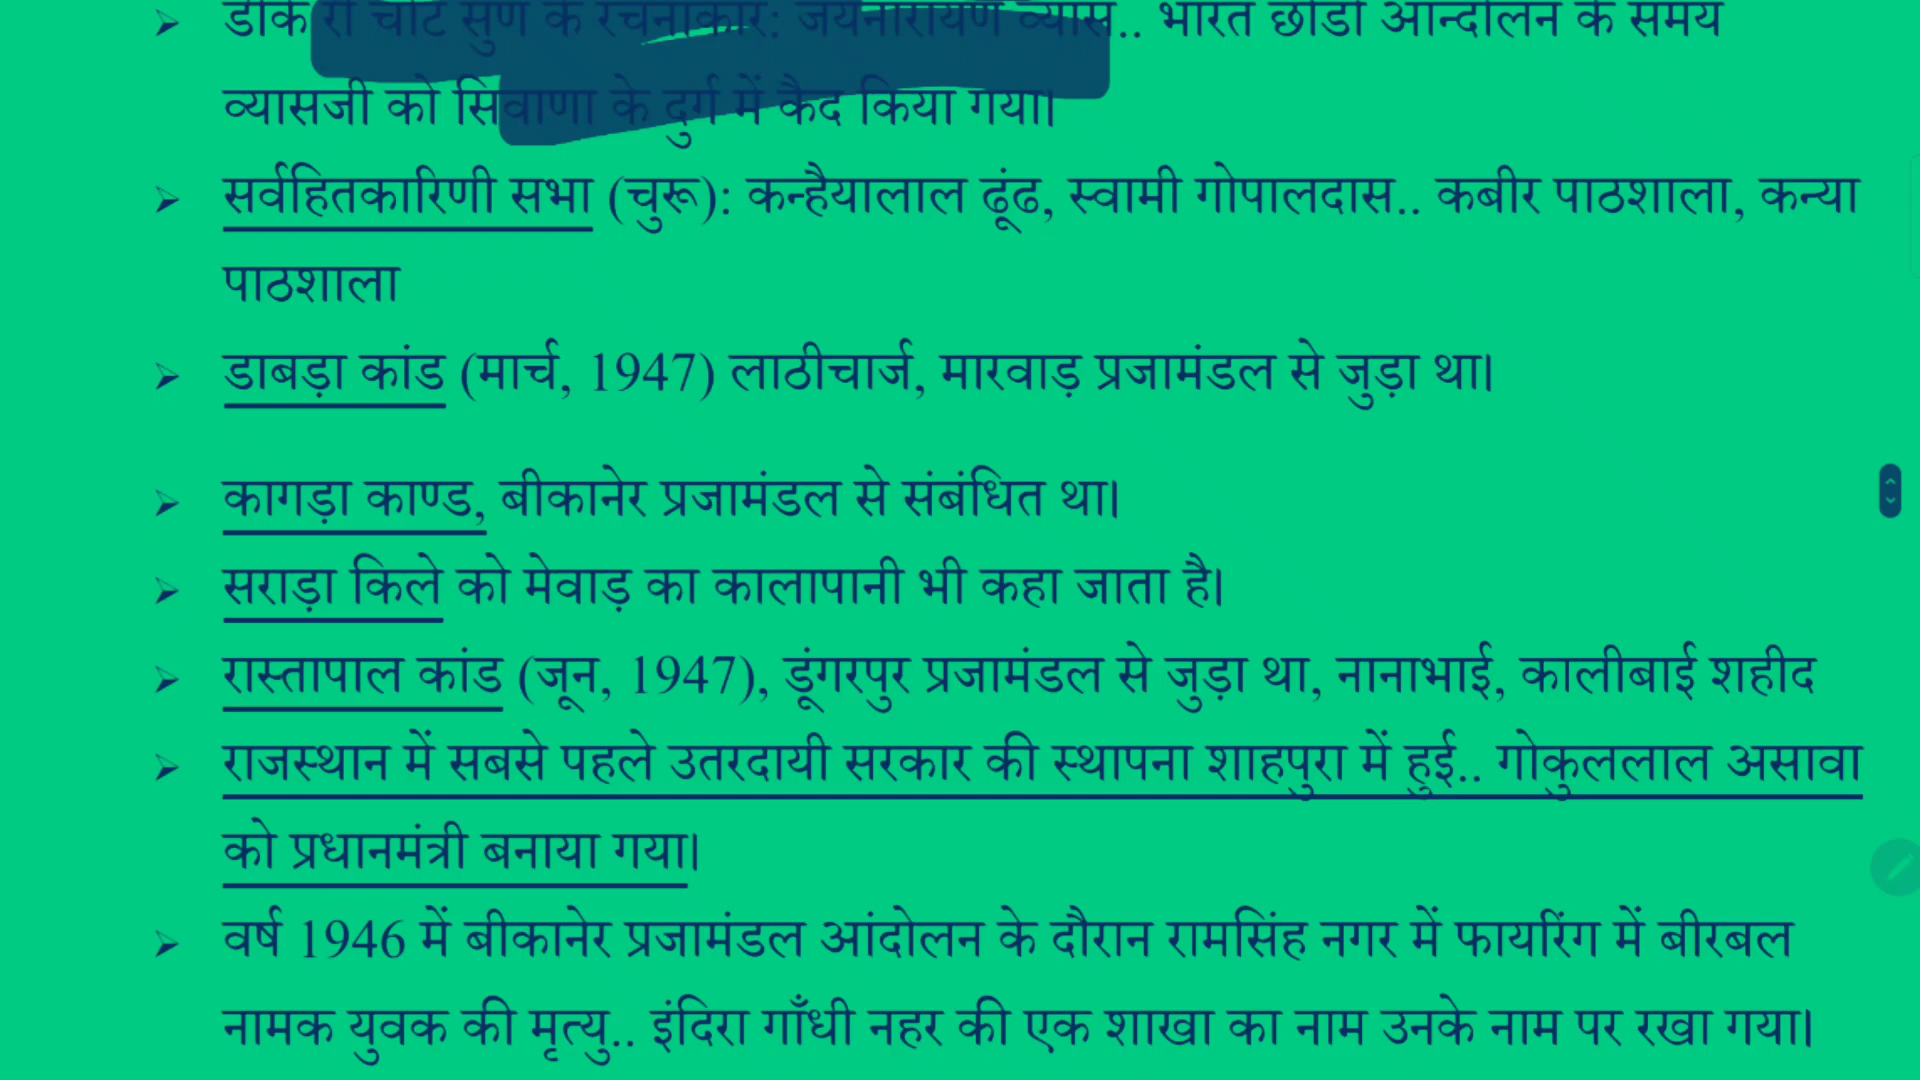 डीके री चोट सुण के रचनाकार: जयनारायण व्यास.. भारत छोडो आन्दोलन के समय
व्यासजी को सिवाणा के दुर्ग में कैद किया गया।
सर्वहितकारिणी सभा (चुरू): कन्हैयालाल ढूंढ, स्वामी गोपालदास.. कबीर पाठशाला, कन्या
पाठशाला
डाबड़ा कांड (मार्च, 1947) लाठीचार्ज, मारवाड़ प्रजामंडल से जुड़ा था।
कागड़ा काण्ड, बीकानेर प्रजामंडल से संबंधित था।
सराड़ा किले को मेवाड़ का कालापानी भी कहा जाता है।
रास्तापाल कांड (जून, 1947), डूंगरपुर प्रजामंडल से जुड़ा था, नानाभाई, कालीबाई शहीद
राजस्थान में सबसे पहले उतरदायी सरकार की स्थापना शाहपुरा में हुई.. गोकुललाल असावा
को प्रधानमंत्री बनाया गया।
वर्ष 1946 में बीकानेर प्रजामंडल आंदोलन के दौरान रामसिंह नगर में फायरिंग में बीरबल
नामक युवक की मृत्यु.. इंदिरा गाँधी नहर की एक शाखा का नाम उनके नाम पर रखा गया।